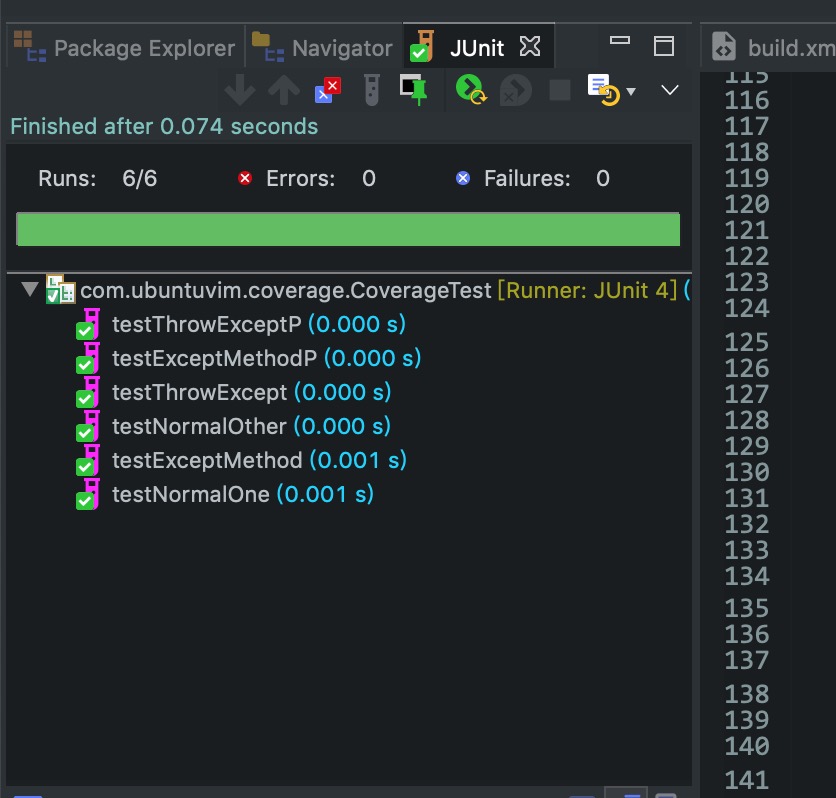 Package Explorer Navigator JUnit build.xm
Finished after 0.074 seconds
Runs: 6/6 Errors: 0 Failures: 0
com.ubuntuvim.coverage.CoverageTest [Runner: JUnit 4] (
testThrowExceptP (0.000 s)
testExceptMethodP (0.000 s)
testThrowExcept (0.000 s)
testNormalOther (0.000 s)
testExceptMethod (0.001 s)
testNormalOne (0.001 s)
115
116
117
118
119
120
121
122
123
124
125
126
127
128
129
130
131
132
133
134
135
136
137
138
139
140
141